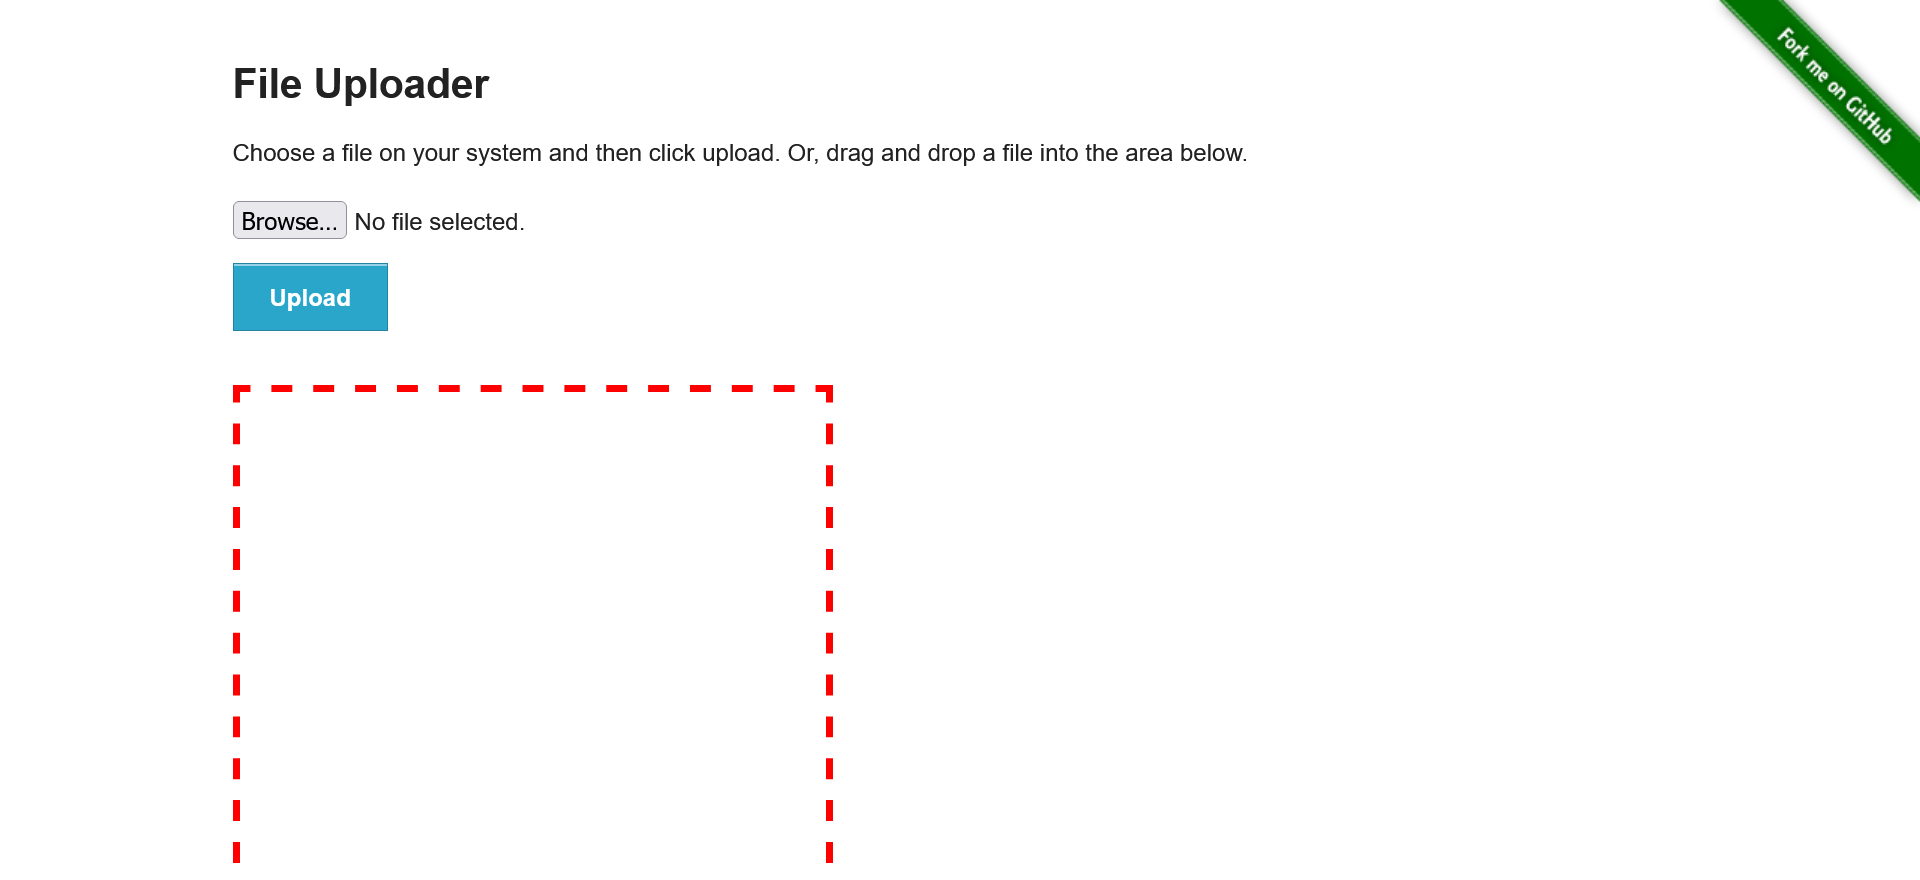 File Uploader
Choose a file on your system and then click upload. Or, drag and drop a file into the area below.
Browse... No file selected.
Upload
Fork me on GitHub